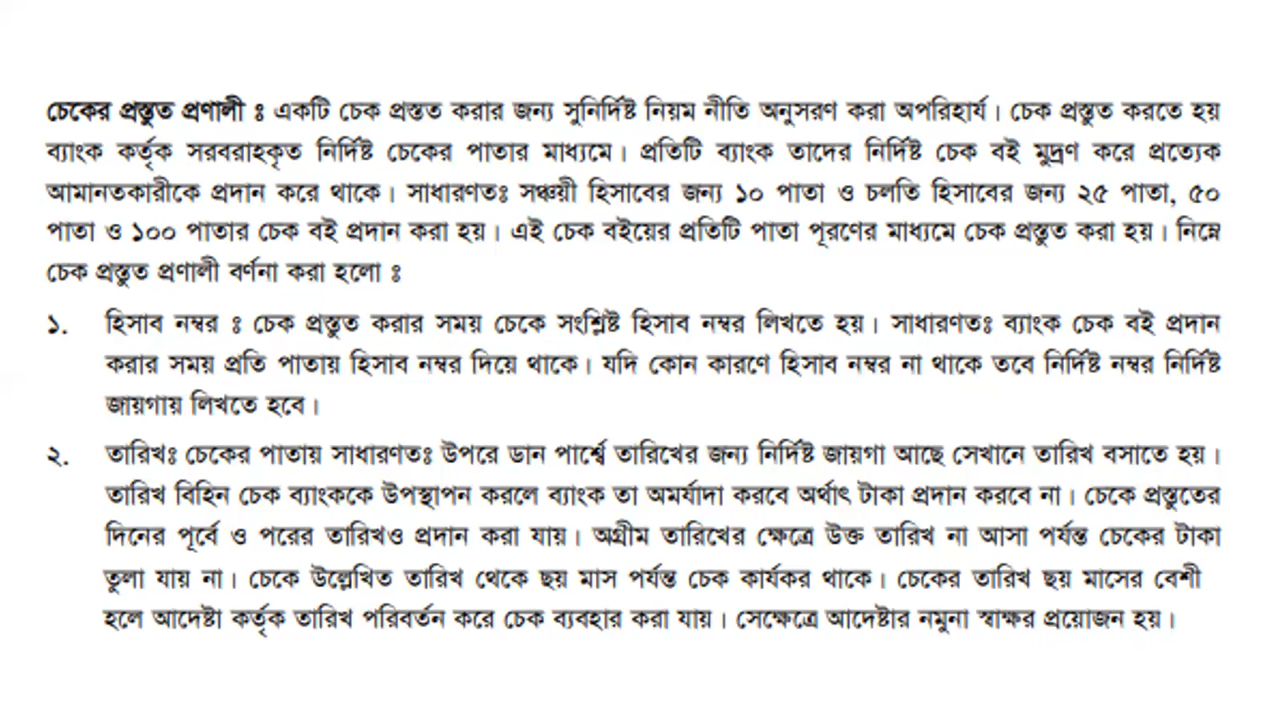 চেকের প্রস্তুত প্রণালী ঃ একটি চেক প্রস্তত করার জন্য সুনির্দিষ্ট নিয়ম নীতি অনুসরণ করা অপরিহার্য। চেক প্রস্তুত করতে হয়
ব্যাংক কর্তৃক সরবরাহকৃত নির্দিষ্ট চেকের পাতার মাধ্যমে। প্রতিটি ব্যাংক তাদের নির্দিষ্ট চেক বই মুদ্রণ করে প্রত্যেক
আমানতকারীকে প্রদান করে থাকে। সাধারণতঃ সঞ্চয়ী হিসাবের জন্য ১০ পাতা ও চলতি হিসাবের জন্য ২৫ পাতা, ৫০
পাতা ও ১০০ পাতার চেক বই প্রদান করা হয়। এই চেক বইয়ের প্রতিটি পাতা পূরণের মাধ্যমে চেক প্রস্তুত করা হয়। নিম্নে
চেক প্রস্তুত প্রণালী বর্ণনা করা হলো ঃ
১. হিসাব নম্বর ঃ চেক প্রস্তুত করার সময় চেকে সংশ্লিষ্ট হিসাব নম্বর লিখতে হয়। সাধারণতঃ ব্যাংক চেক বই প্রদান
করার সময় প্রতি পাতায় হিসাব নম্বর দিয়ে থাকে। যদি কোন কারণে হিসাব নম্বর না থাকে তবে নির্দিষ্ট নম্বর নির্দিষ্ট
জায়গায় লিখতে হবে।
২. তারিখঃ চেকের পাতায় সাধারণতঃ উপরে ডান পার্শ্বে তারিখের জন্য নির্দিষ্ট জায়গা আছে সেখানে তারিখ বসাতে হয়।
তারিখ বিহিন চেক ব্যাংককে উপস্থাপন করলে ব্যাংক তা অমর্যাদা করবে অর্থাৎ টাকা প্রদান করবে না। চেকে প্রস্তুতের
দিনের পূর্বে ও পরের তারিখও প্রদান করা যায়। অগ্রীম তারিখের ক্ষেত্রে উক্ত তারিখ না আসা পর্যন্ত চেকের টাকা
তুলা যায় না। চেকে উল্লেখিত তারিখ থেকে ছয় মাস পর্যন্ত চেক কার্যকর থাকে। চেকের তারিখ ছয় মাসের বেশী
হলে আদেষ্টা কর্তৃক তারিখ পরিবর্তন করে চেক ব্যবহার করা যায়। সেক্ষেত্রে আদেষ্টার নমুনা স্বাক্ষর প্রয়োজন হয়।